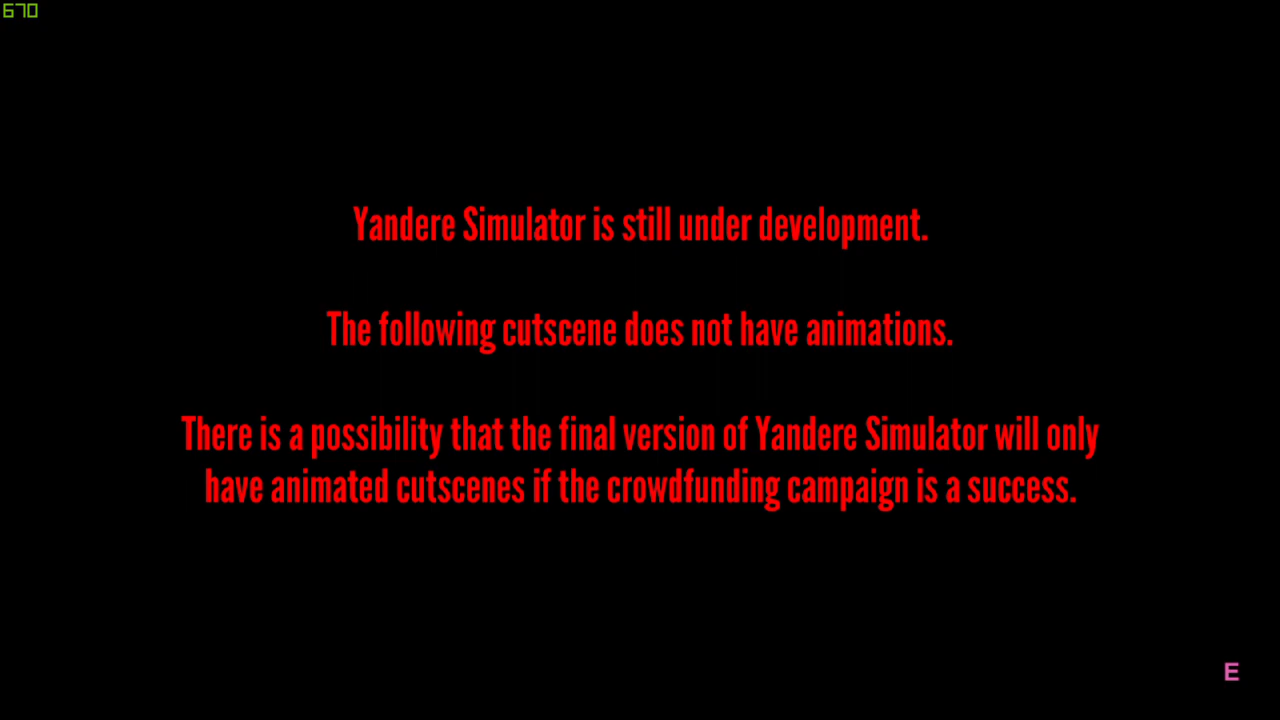 670
Yandere Simulator is still under development.
The following cutscene does not have animations.
There is a possibility that the final version of Yandere Simulator will only
have animated cutscenes if the crowdfunding campaign is a success.
E